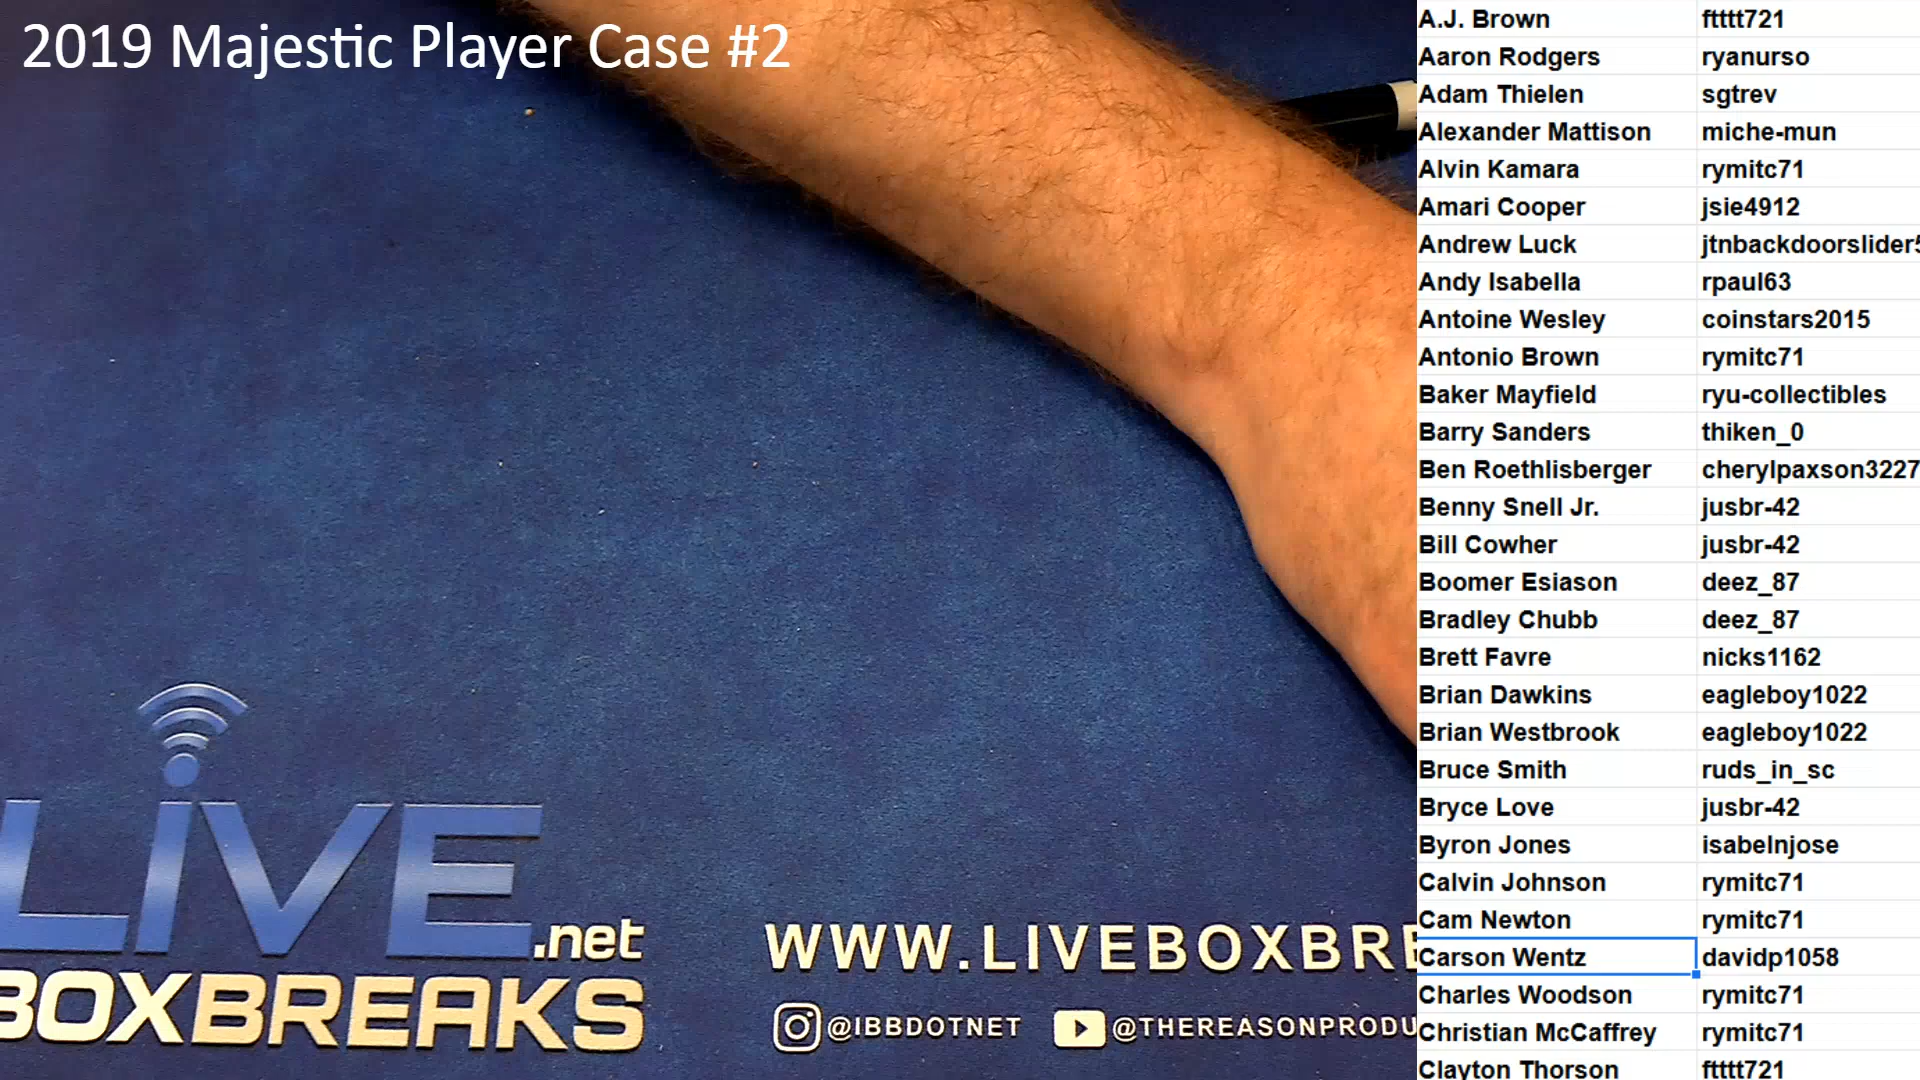 2019 Majestic Player Case #2
A.J. Brown ftttt721
Aaron Rodgers ryanurso
Adam Thielen sgtrev
Alexander Mattison miche-mun
Alvin Kamara rymitc71
Amari Cooper jsie4912
Andrew Luck jtnbackdoorslider5
Andy Isabella rpaul63
Antoine Wesley coinstars2015
Antonio Brown rymitc71
Baker Mayfield ryu-collectibles
Barry Sanders thiken_0
Ben Roethlisberger cherylpaxson3227
Benny Snell Jr. jusbr-42
Bill Cowher jusbr-42
Boomer Esiason deez_87
Bradley Chubb deez_87
Brett Favre nicks1162
Brian Dawkins eagleboy1022
Brian Westbrook eagleboy1022
Bruce Smith ruds_in_sc
Bryce Love jusbr-42
Byron Jones isabelnjose
Calvin Johnson rymitc71
Cam Newton rymitc71
Carson Wentz davidp1058
Charles Woodson rymitc71
Christian McCaffrey rymitc71
Clayton Thorson ftttt721
LIVE.net
BOXBREAKS
WWW.LIVEBOXBRE
@IBBDOTNET @THEREASONPRODU